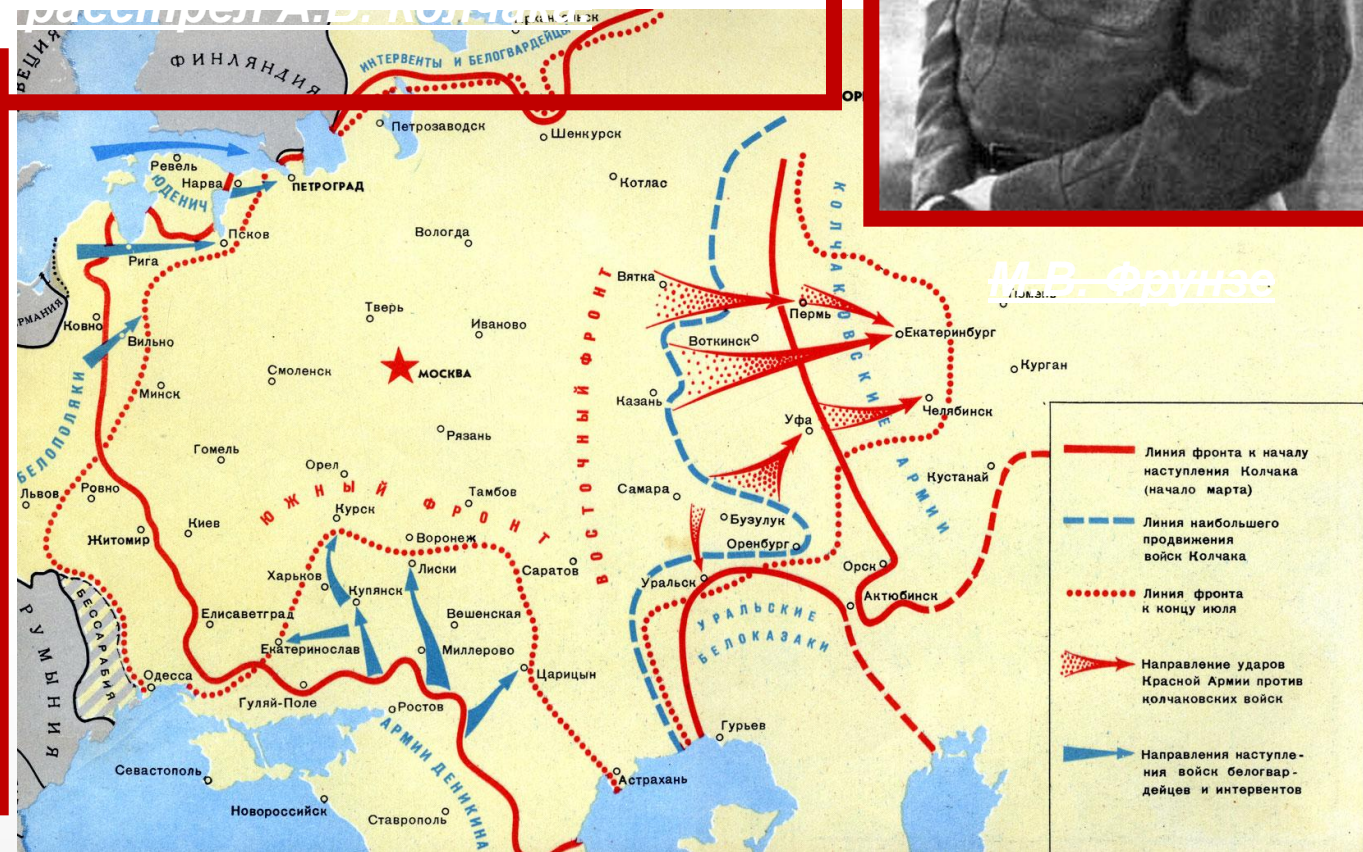 расстрел А.В. Колчака
М.В. Фрунзе
ФИНЛЯНДИЯ
ИНТЕРВЕНТЫ И БЕЛОГВАРДЕЙЦЫ
Петрозаводск
Шенкурск
Ревель
Нарва
ЮДЕНИЧ
ПЕТРОГРАД
Котлас
Псков
Вологда
Рига
Вятка
Пермь
Тверь
Иваново
Ковно
Вильно
Воткинск
Екатеринбург
Смоленск
МОСКВА
Курган
Минск
Казань
Челябинск
БЕЛОПОЛЯКИ
Рязань
Уфа
КОЛЧАКОВСКИЕ АРМИИ
ВОСТОЧНЫЙ ФРОНТ
Гомель
Орел
Кустанай
Львов
Ровно
Тамбов
Самара
ЮЖНЫЙ ФРОНТ
Курск
Киев
Житомир
Воронеж
Бузулук
Оренбург
Лиски
Саратов
Орск
Харьков
Купянск
Уральск
Актюбинск
БЕССАРАБИЯ
РУМЫНИЯ
Елисаветград
Вешенская
УРАЛЬСКИЕ
БЕЛОКАЗАКИ
Екатеринослав
Миллерово
Одесса
Царицын
Гуляй-Поле
Ростов
Гурьев
АРМИИ ДЕНИКИНА
Севастополь
Астрахань
Новороссийск
Ставрополь
Линия фронта к началу
наступления Колчака
(начало марта)
Линия наибольшего
продвижения
войск Колчака
Линия фронта
к концу июля
Направление ударов
Красной Армии против
колчаковских войск
Направления наступле-
ния войск белогвар-
дейцев и интервентов